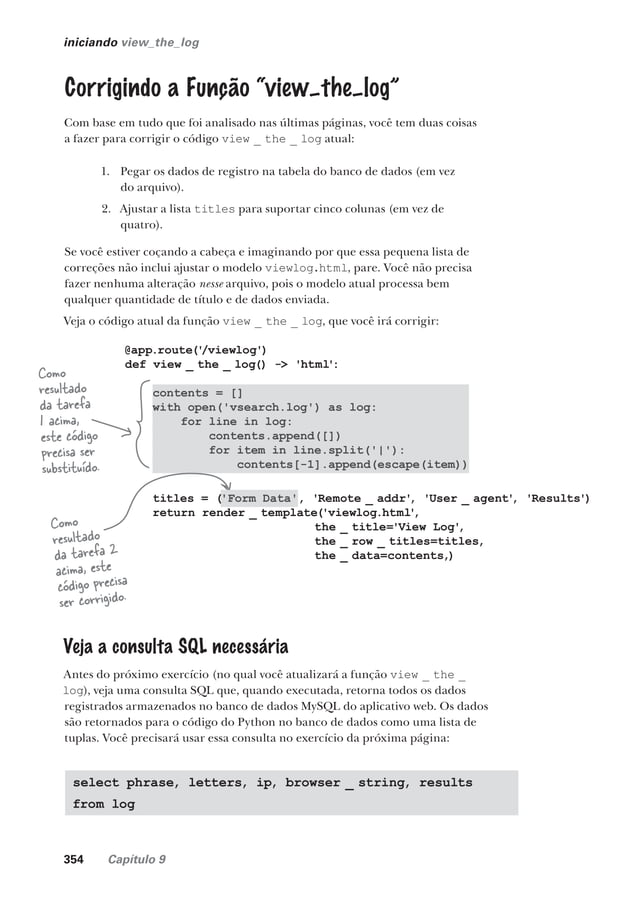 iniciando view_the_log
Corrigindo a Função “view_the_log”
Com base em tudo que foi analisado nas últimas páginas, você tem duas coisas
a fazer para corrigir o código view _ the _ log atual:
1. Pegar os dados de registro na tabela do banco de dados (em vez
do arquivo).
2. Ajustar a lista titles para suportar cinco colunas (em vez de
quatro).
Se você estiver coçando a cabeça e imaginando por que essa pequena lista de
correções não inclui ajustar o modelo viewlog.html, pare. Você não precisa
fazer nenhuma alteração nesse arquivo, pois o modelo atual processa bem
qualquer quantidade de título e de dados enviada.
Veja o código atual da função view _ the _ log, que você irá corrigir:
@app.route('/viewlog')
def view _ the _ log() -> 'html':
Como
resultado
da tarefa
1 acima,
este código
precisa ser
substituído.
contents = []
with open('vsearch.log') as log:
for line in log:
contents.append([])
for item in line.split('|'):
contents[-1].append(escape(item))
titles = ('Form Data', 'Remote _ addr', 'User _ agent', 'Results')
return render _ template('viewlog.html',
the _ title='View Log',
the _ row _ titles=titles,
the _ data=contents,)
Como
resultado
da tarefa 2
acima, este
código precisa
ser corrigido.
Veja a consulta SQL necessária
Antes do próximo exercício (no qual você atualizará a função view _ the _
log), veja uma consulta SQL que, quando executada, retorna todos os dados
registrados armazenados no banco de dados MySQL do aplicativo web. Os dados
são retornados para o código do Python no banco de dados como uma lista de
tuplas. Você precisará usar essa consulta no exercício da próxima página:
select phrase, letters, ip, browser _ string, results
from log
354 Capítulo 9